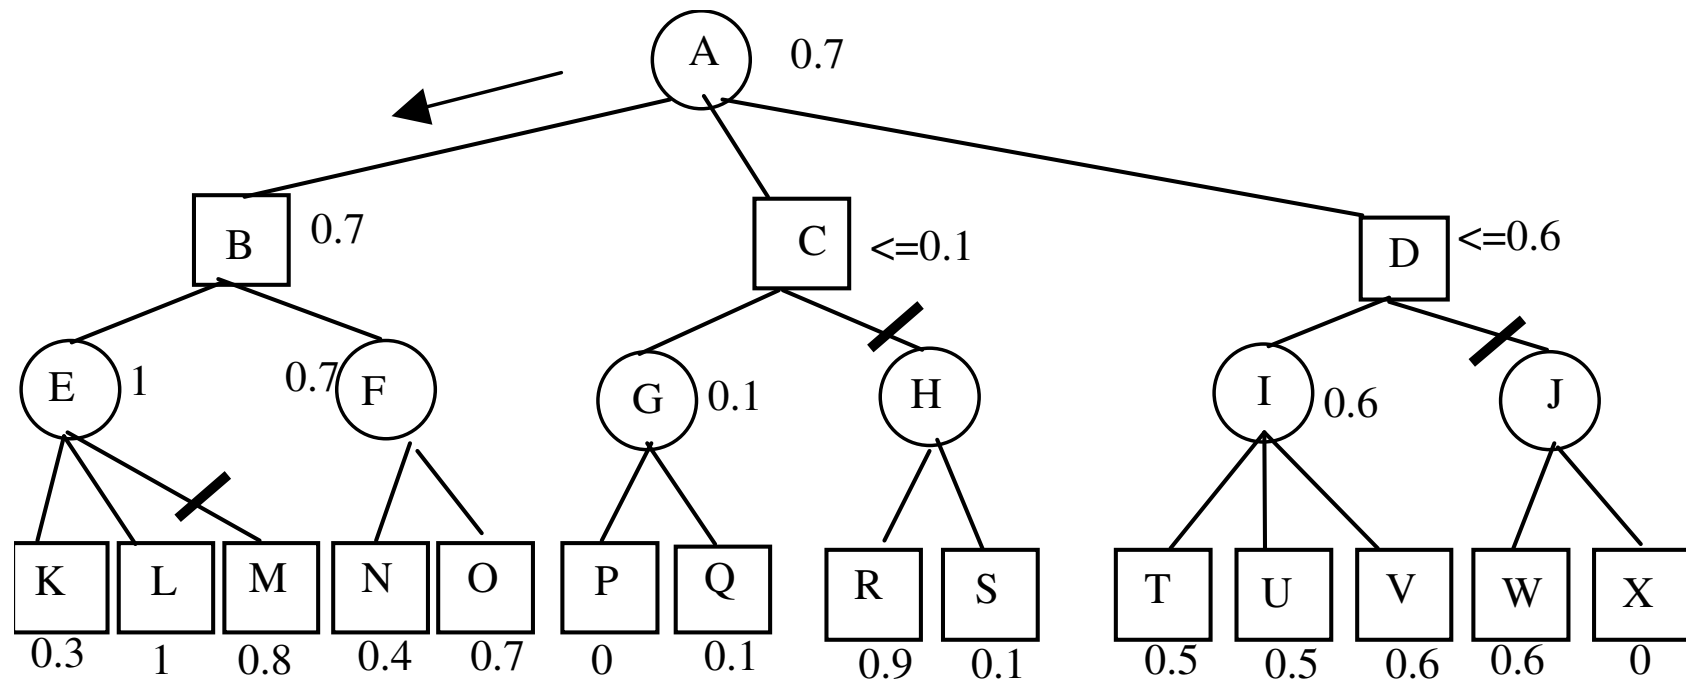 A 0.7
B 0.7 C <=0.1 D <=0.6
E 1 0.7 F G 0.1 H I 0.6 J
K L M N O P Q R S T U V W X
0.3 1 0.8 0.4 0.7 0 0.1 0.9 0.1 0.5 0.5 0.6 0.6 0